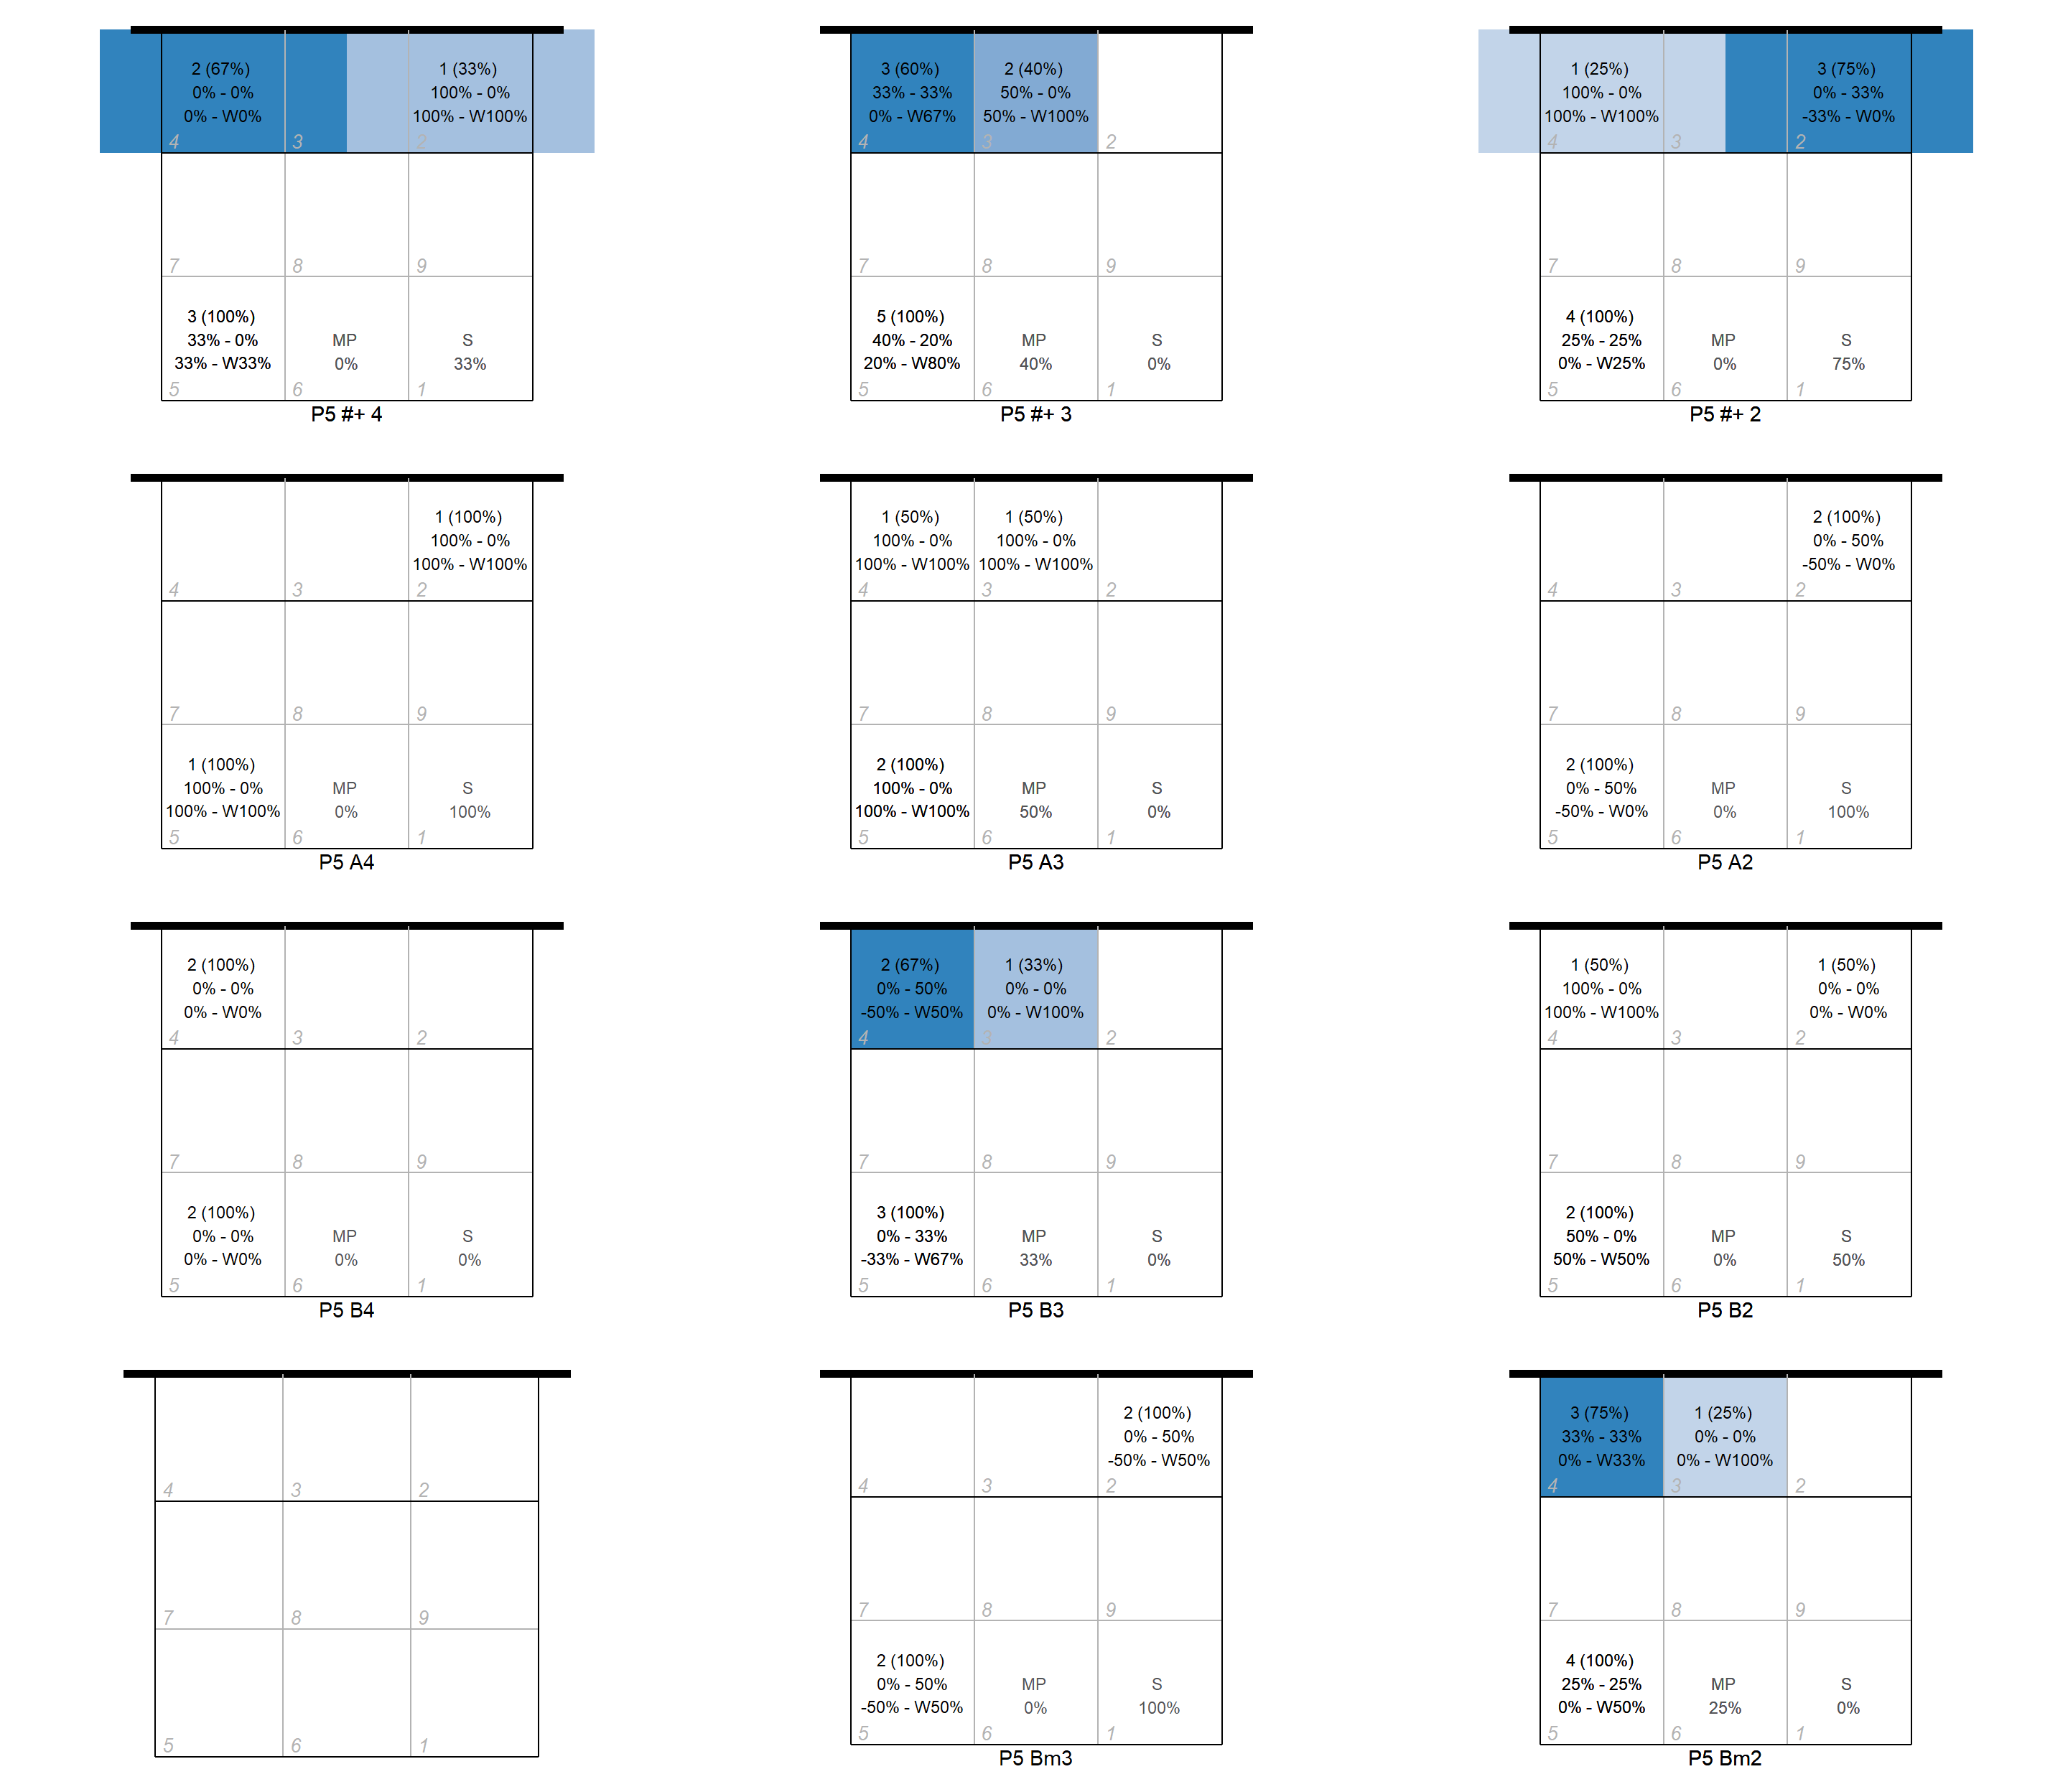 2 (67%)
0% - 0%
0% - W0%
1 (33%)
100% - 0%
100% - W100%
4 3 2
7 8 9
3 (100%)
33% - 0%
33% - W33%
MP
0%
S
33%
5 6 1
P5 #+ 4
3 (60%)
33% - 33%
0% - W67%
2 (40%)
50% - 0%
50% - W100%
4 3 2
7 8 9
5 (100%)
40% - 20%
20% - W80%
MP
40%
S
0%
5 6 1
P5 #+ 3
1 (25%)
100% - 0%
100% - W100%
3 (75%)
0% - 33%
-33% - W0%
4 3 2
7 8 9
4 (100%)
25% - 25%
0% - W25%
MP
0%
S
75%
5 6 1
P5 #+ 2
1 (100%)
100% - 0%
100% - W100%
4 3 2
7 8 9
1 (100%)
100% - 0%
100% - W100%
MP
0%
S
100%
5 6 1
P5 A4
1 (50%)
100% - 0%
100% - W100%
1 (50%)
100% - 0%
100% - W100%
4 3 2
7 8 9
2 (100%)
100% - 0%
100% - W100%
MP
50%
S
0%
5 6 1
P5 A3
2 (100%)
0% - 50%
-50% - W0%
4 3 2
7 8 9
2 (100%)
0% - 50%
-50% - W0%
MP
0%
S
100%
5 6 1
P5 A2
2 (100%)
0% - 0%
0% - W0%
4 3 2
7 8 9
2 (100%)
0% - 0%
0% - W0%
MP
0%
S
0%
5 6 1
P5 B4
2 (67%)
0% - 50%
-50% - W50%
1 (33%)
0% - 0%
0% - W100%
4 3 2
7 8 9
3 (100%)
0% - 33%
-33% - W67%
MP
33%
S
0%
5 6 1
P5 B3
1 (50%)
100% - 0%
100% - W100%
1 (50%)
0% - 0%
0% - W0%
4 3 2
7 8 9
2 (100%)
50% - 0%
50% - W50%
MP
0%
S
50%
5 6 1
P5 B2
4 3 2
7 8 9
5 6 1
2 (100%)
0% - 50%
-50% - W50%
4 3 2
7 8 9
2 (100%)
0% - 50%
-50% - W50%
MP
0%
S
100%
5 6 1
P5 Bm3
3 (75%)
33% - 33%
0% - W33%
1 (25%)
0% - 0%
0% - W100%
4 3 2
7 8 9
4 (100%)
25% - 25%
0% - W50%
MP
25%
S
0%
5 6 1
P5 Bm2